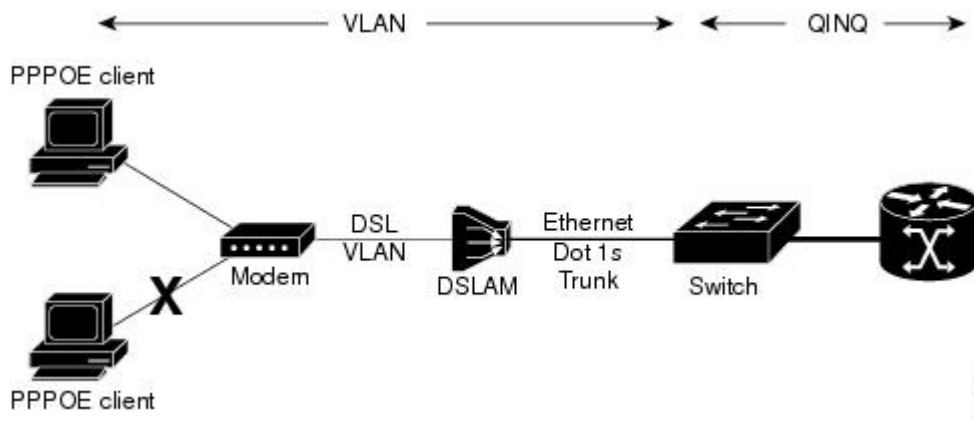 VLAN
QINQ
PPPOE client
DSL
VLAN
Modem
DSLAM
Ethernet
Dot 1s
Trunk
Switch
PPPOE client
X